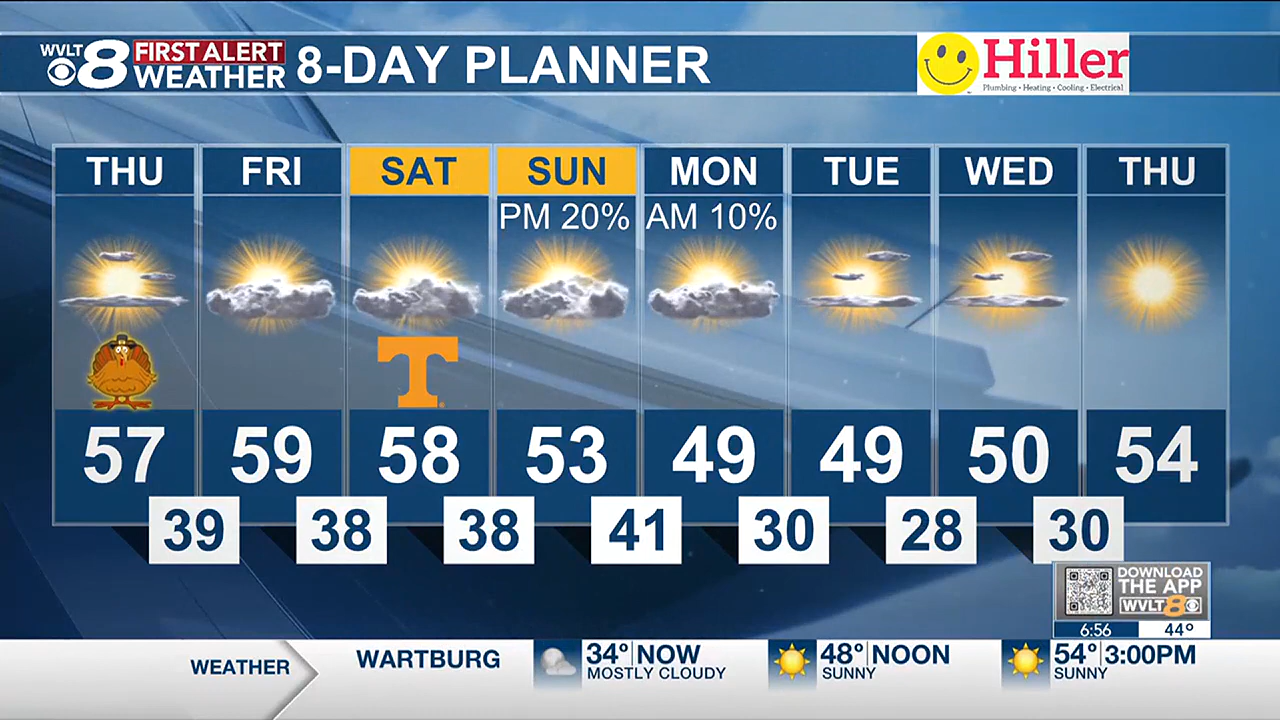 WVLT 8 FIRST ALERT WEATHER
8-DAY PLANNER
Hiller
Plumbing • Heating • Cooling • Electrical
THU FRI SAT SUN MON TUE WED THU
PM 20% AM 10%
T
57 59 58 53 49 49 50 54
39 38 38 41 30 28 30
DOWNLOAD
THE APP
WVLT 8
6:56 44°
WEATHER WARTBURG 34° NOW 48° NOON 54° 3:00PM
MOSTLY CLOUDY SUNNY SUNNY